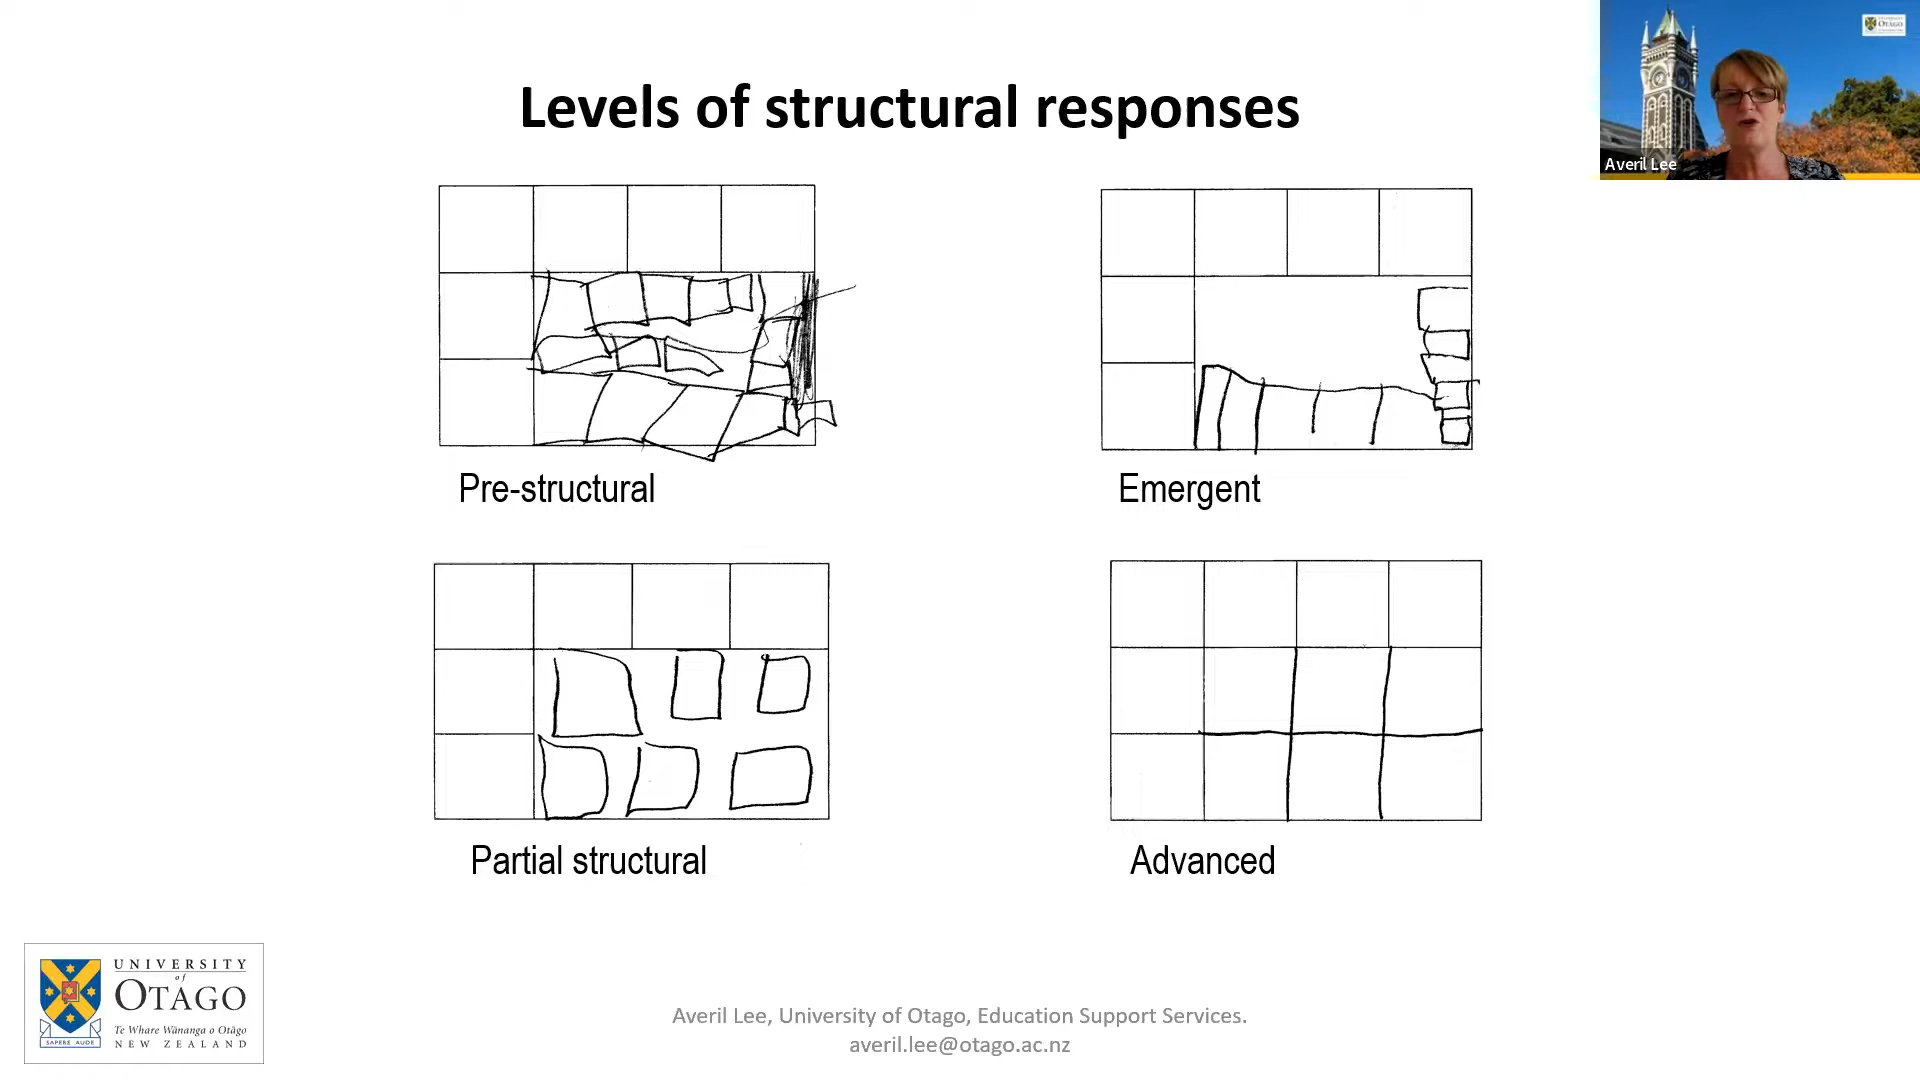 Levels of structural responses
OTAGO
Averil Lee
Pre-structural
Emergent
Partial structural
Advanced
UNIVERSITY
of
OTAGO
Te Whare Wānanga o Otāgo
NEW ZEALAND
SAPERE AUDE
Averil Lee, University of Otago, Education Support Services.
averil.lee@otago.ac.nz